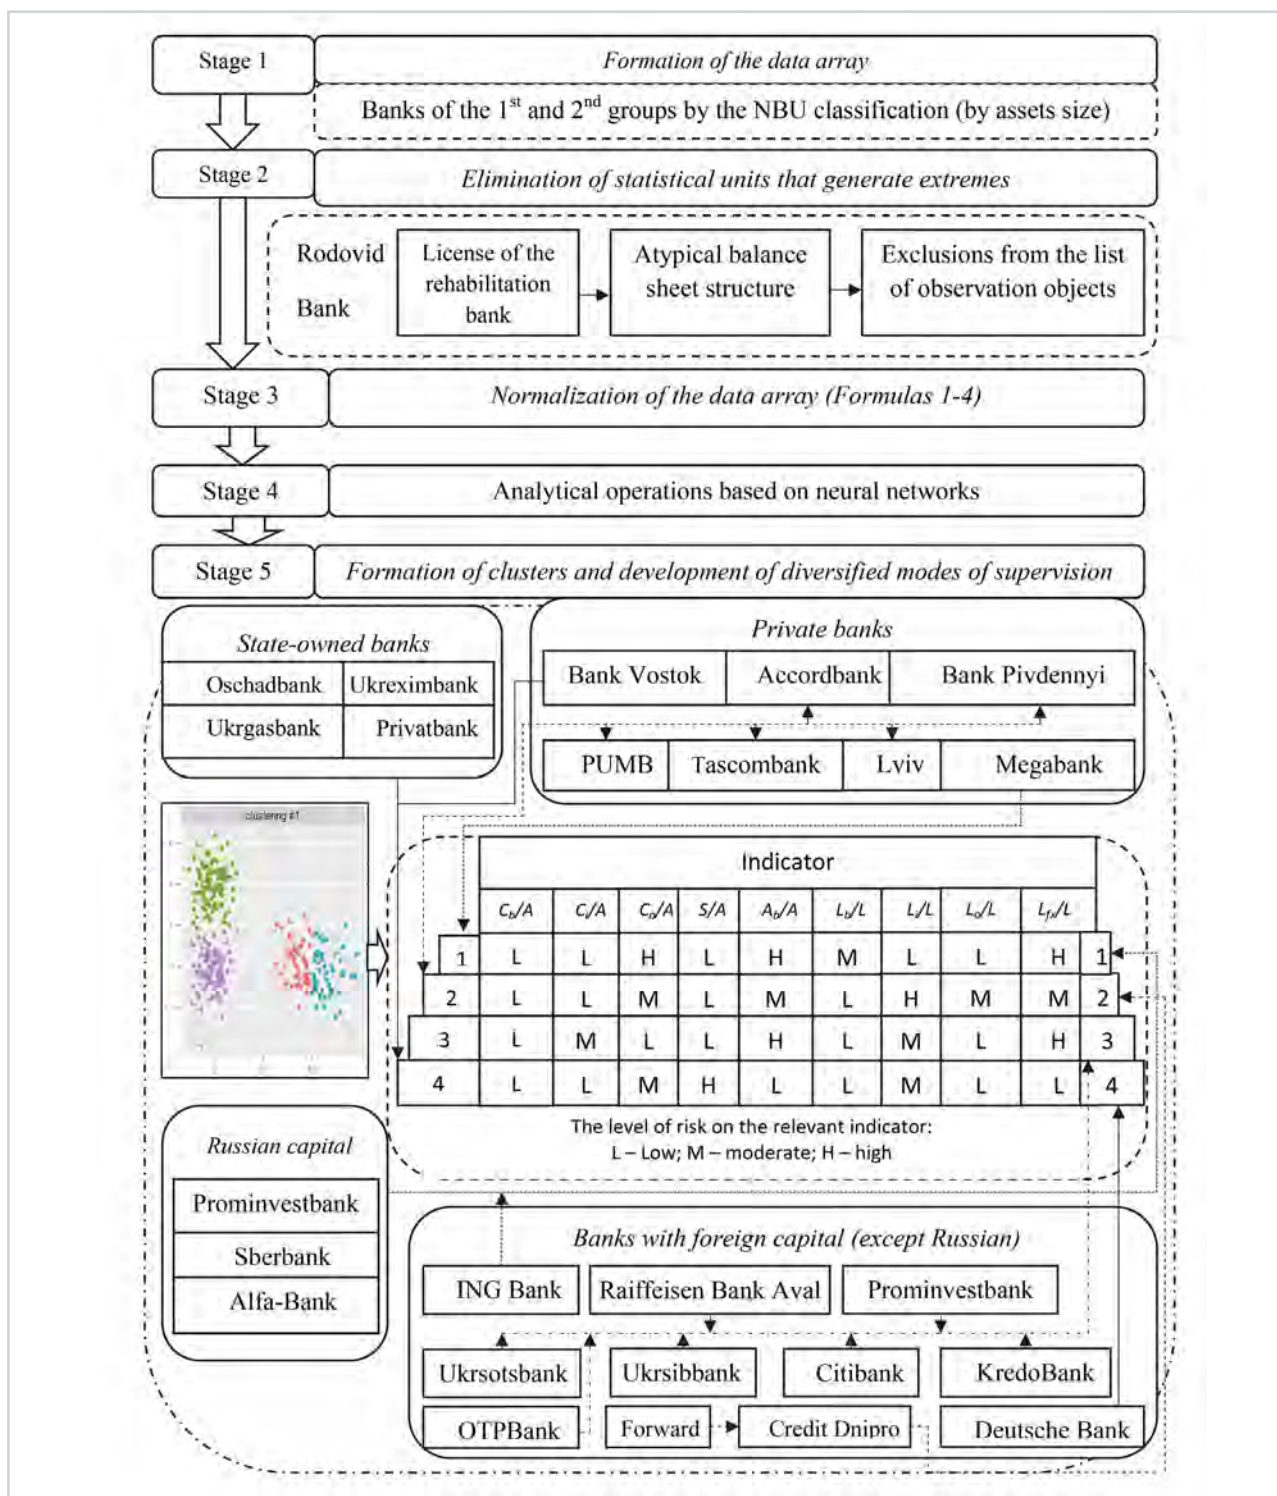 Stage 1
Formation of the data array
Banks of the 1st and 2nd groups by the NBU classification (by assets size)
Stage 2
Elimination of statistical units that generate extremes
Rodovid
Bank
License of the
rehabilitation
bank
Atypical balance
sheet structure
Exclusions from the list
of observation objects
Stage 3
Normalization of the data array (Formulas 1-4)
Stage 4
Analytical operations based on neural networks
Stage 5
Formation of clusters and development of diversified modes of supervision
State-owned banks
Oschadbank Ukreximbank
Ukrgasbank Privatbank
Private banks
Bank Vostok Accordbank Bank Pivdennyi
PUMB Tascombank Lviv Megabank
clustering #1
Indicator
Cb/A S/A Ab/A Lb/L Lo/L
1 L L H L H M L L H 1
2 L L M L M L H M M 2
3 L M L L H L M L H 3
4 L L M H L L M L L 4
The level of risk on the relevant indicator:
L – Low; M – moderate; H – high
Russian capital
Prominvestbank
Sberbank
Alfa-Bank
Banks with foreign capital (except Russian)
ING Bank Raiffeisen Bank Aval Prominvestbank
Ukrsotsbank Ukrsibbank Citibank KredoBank
OTPBank Forward Credit Dnipro Deutsche Bank